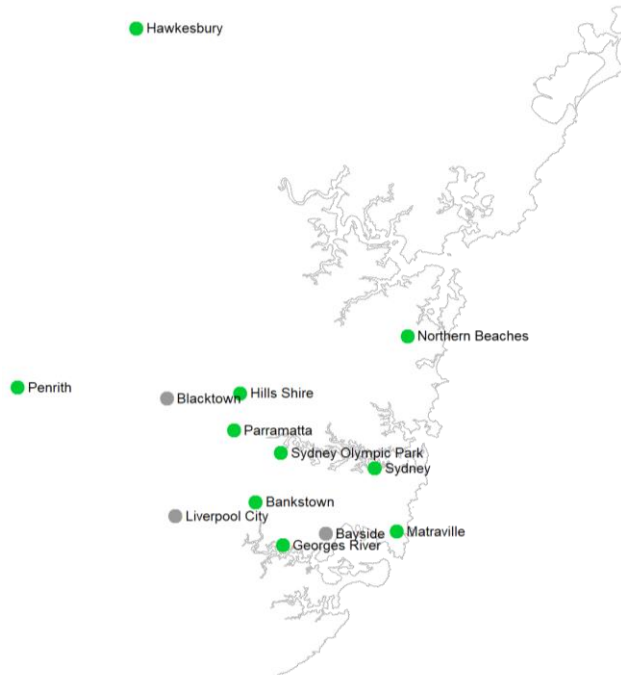 Hawkesbury
Northern Beaches
Penrith
Hills Shire
Blacktown
Parramatta
Sydney Olympic Park
Sydney
Bankstown
Liverpool City
Matraville
Bayside
Georges River